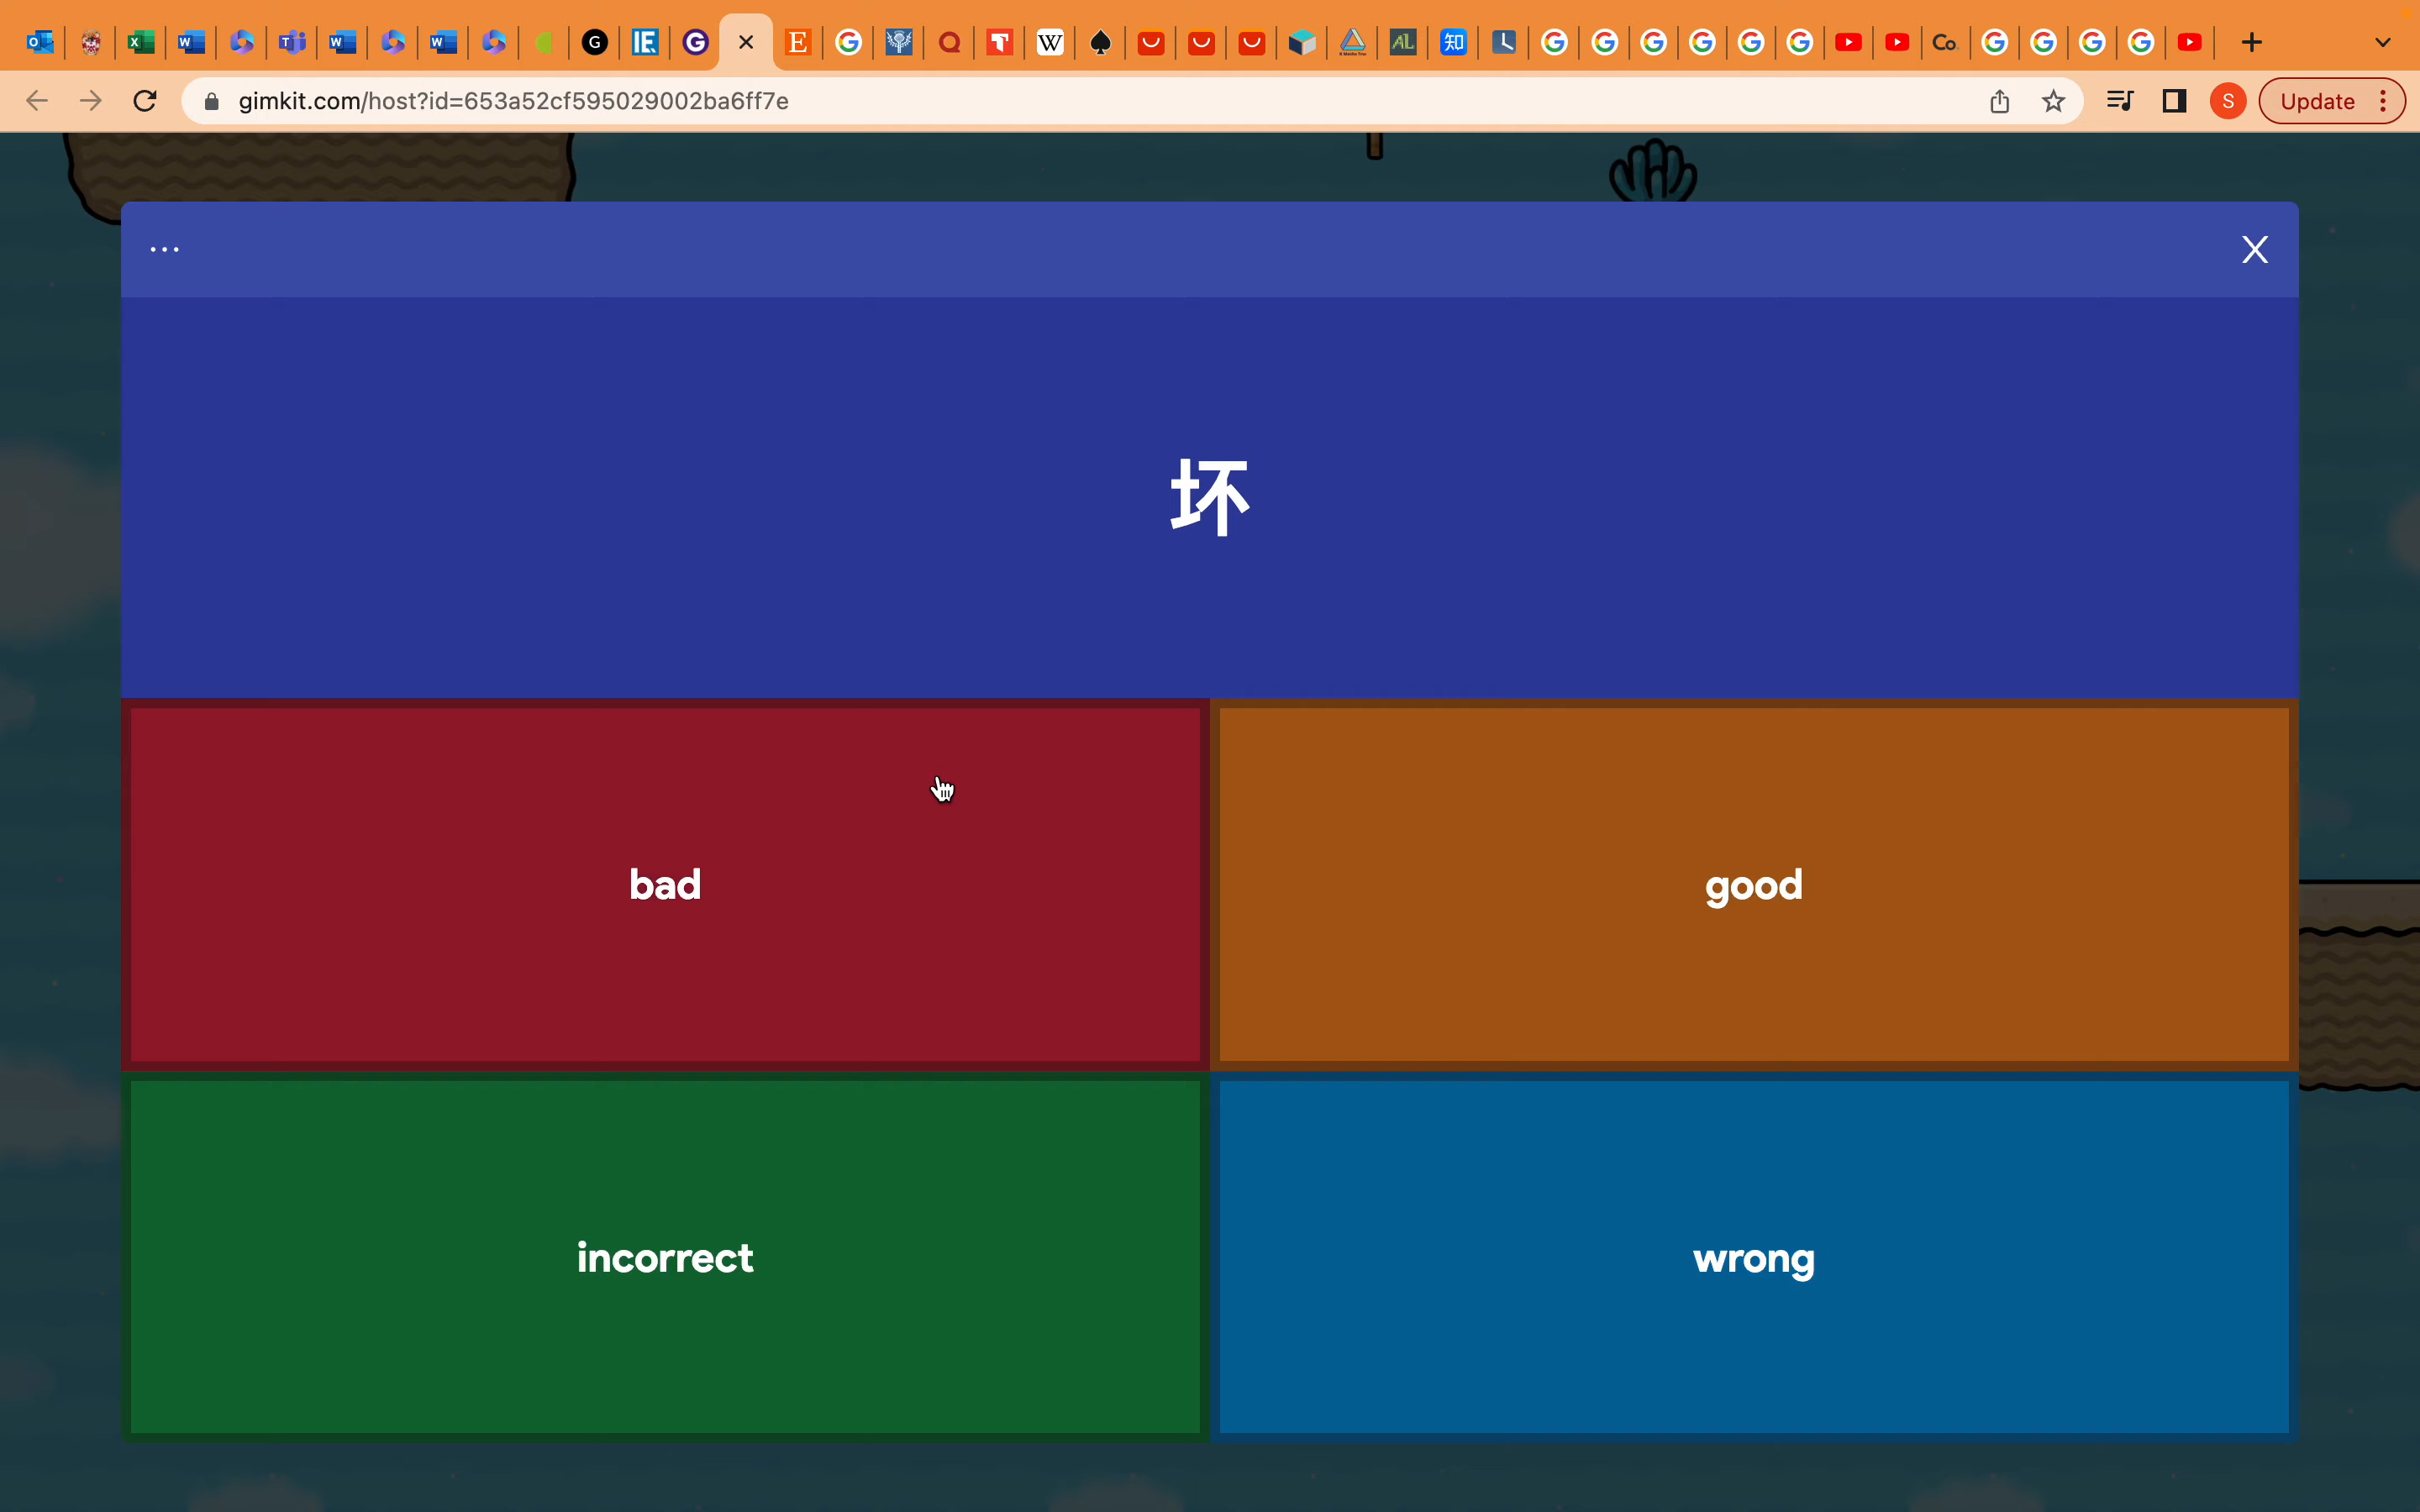 gimkit.com/host?id=653a52cf595029002ba6ff7e
S
Update
坏
bad
good
incorrect
wrong